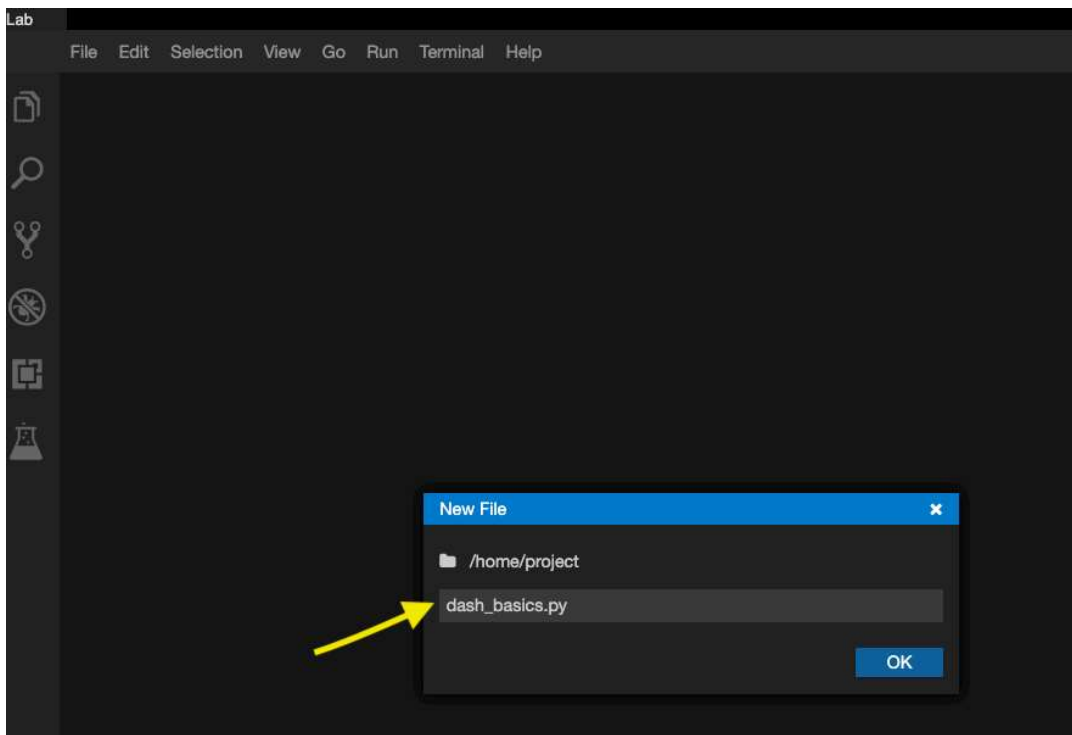 Lab
File Edit Selection View Go Run Terminal Help
New File
/home/project
dash_basics.py
OK